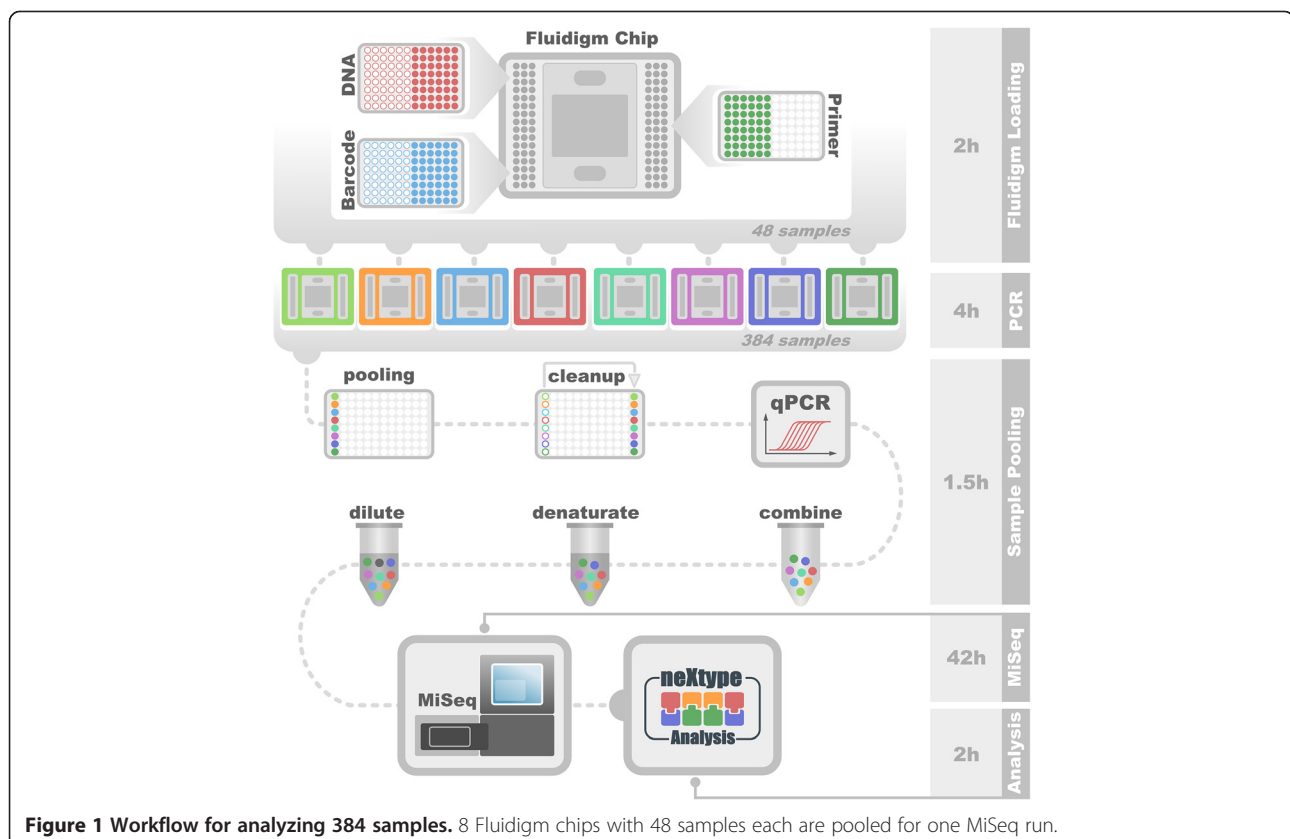 Fluidigm Chip
DNA
Barcode
Primer
48 samples
2h
Fluidigm Loading
384 samples
4h
PCR
pooling
cleanup
qPCR
dilute
denaturate
combine
1.5h
Sample Pooling
MiSeq
neXtype
Analysis
42h
MiSeq
2h
Analysis
Figure 1 Workflow for analyzing 384 samples. 8 Fluidigm chips with 48 samples each are pooled for one MiSeq run.